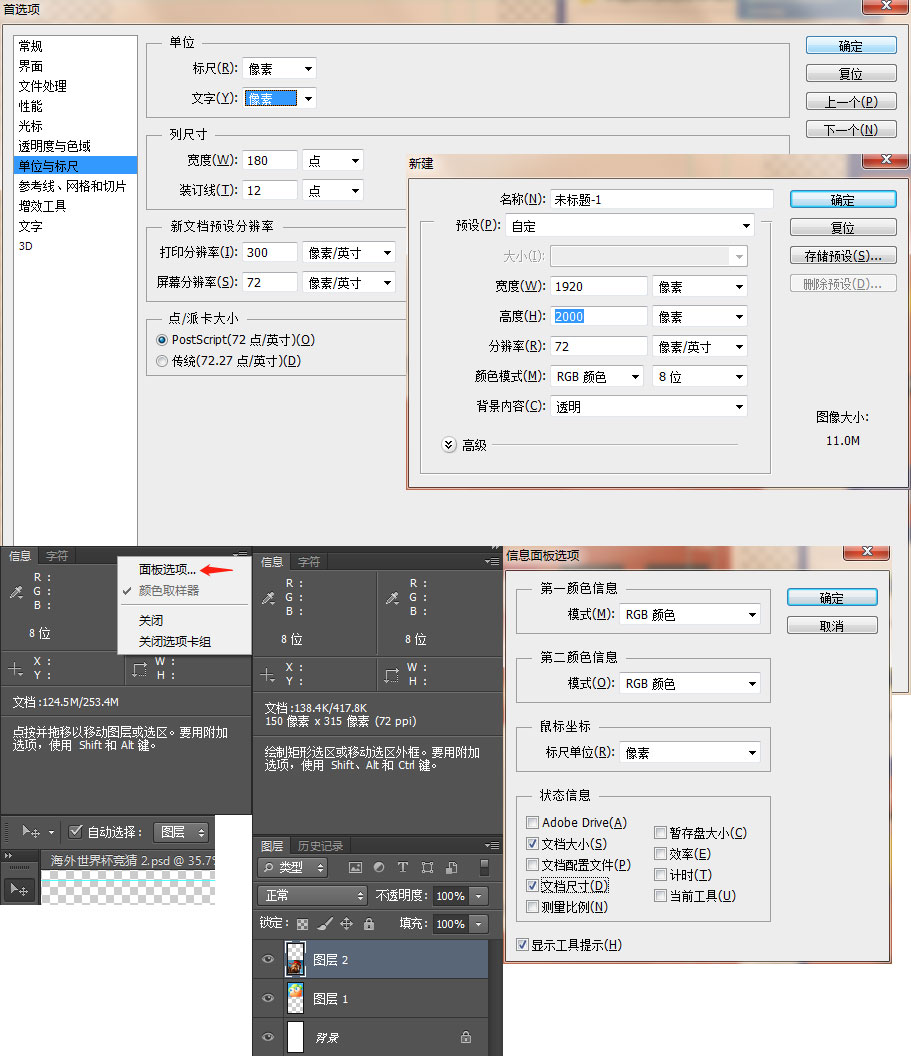 首选项
常规
界面
文件处理
性能
光标
透明度与色域
单位与标尺
参考线、网格和切片
增效工具
文字
3D
单位
标尺(R): 像素
文字(Y): 像素
列尺寸
宽度(W): 180 点
装订线(T): 12 点
新文档预设分辨率
打印分辨率(I): 300 像素/英寸
屏幕分辨率(S): 72 像素/英寸
点/派卡大小
PostScript(72 点/英寸)(O)
传统(72.27 点/英寸)(D)
确定
复位
上一个(P)
下一个(N)
新建
名称(N): 未标题-1
预设(P): 自定
大小(I):
宽度(W): 1920 像素
高度(H): 2000 像素
分辨率(R): 72 像素/英寸
颜色模式(M): RGB 颜色 8 位
背景内容(C): 透明
高级
确定
复位
存储预设(S)...
删除预设(D)...
图像大小:
11.0M
信息 字符
R :
G :
B :
8 位
X :
Y :
W :
H :
面板选项...
颜色取样器
关闭
关闭选项卡组
文档:124.5M/253.4M
点按并拖移以移动图层或选区。要用附加
选项，使用 Shift 和 Alt 键。
自动选择： 图层
海外世界杯竞猜 2.psd @ 35.7%
信息 字符
R : R :
G : G :
B : B :
8 位 8 位
X : W :
Y : H :
文档:138.4K/417.8K
150 像素 x 315 像素 (72 ppi)
绘制矩形选区或移动选区外框。要用附加
选项，使用 Shift、Alt 和 Ctrl 键。
图层 历史记录
类型
正常 不透明度： 100%
锁定： 填充： 100%
图层 2
图层 1
背景
信息面板选项
第一颜色信息
模式(M): RGB 颜色
第二颜色信息
模式(O): RGB 颜色
鼠标坐标
标尺单位(R): 像素
状态信息
Adobe Drive(A)
文档大小(S)
文档配置文件(P)
文档尺寸(D)
测量比例(N)
暂存盘大小(C)
效率(E)
计时(T)
当前工具(U)
显示工具提示(H)
确定
取消